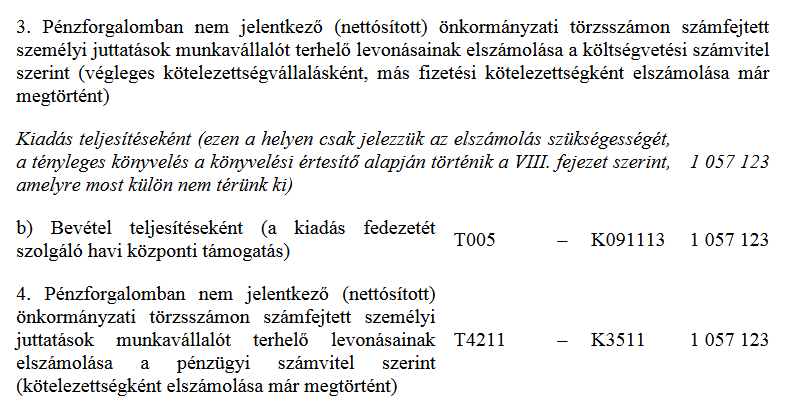 3. Pénzforgalomban nem jelentkező (nettósított) önkormányzati törzsszámon számfejtett
személyi juttatások munkavállalót terhelő levonásainak elszámolása a költségvetési számvitel
szerint (végleges kötelezettségvállalásként, más fizetési kötelezettségként elszámolása már
megtörtént)
Kiadás teljesítéseként (ezen a helyen csak jelezzük az elszámolás szükségességét,
a tényleges könyvelés a könyvelési értesítő alapján történik a VIII. fejezet szerint, 1 057 123
amelyre most külön nem térünk ki)
b) Bevétel teljesítéseként (a kiadás fedezetét
szolgáló havi központi támogatás) T005 – K091113 1 057 123
4. Pénzforgalomban nem jelentkező (nettósított)
önkormányzati törzsszámon számfejtett személyi
juttatások munkavállalót terhelő levonásainak T4211 – K3511 1 057 123
elszámolása a pénzügyi számvitel szerint
(kötelezettségként elszámolása már megtörtént)